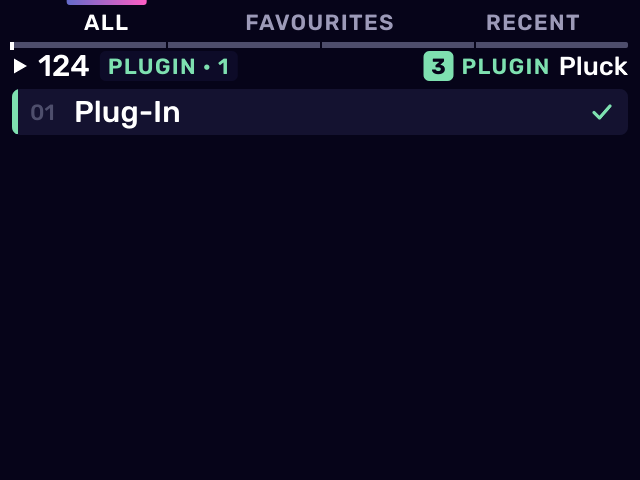 ALL FAVOURITES RECENT
124 PLUGIN • 1 3 PLUGIN Pluck
01 Plug-In